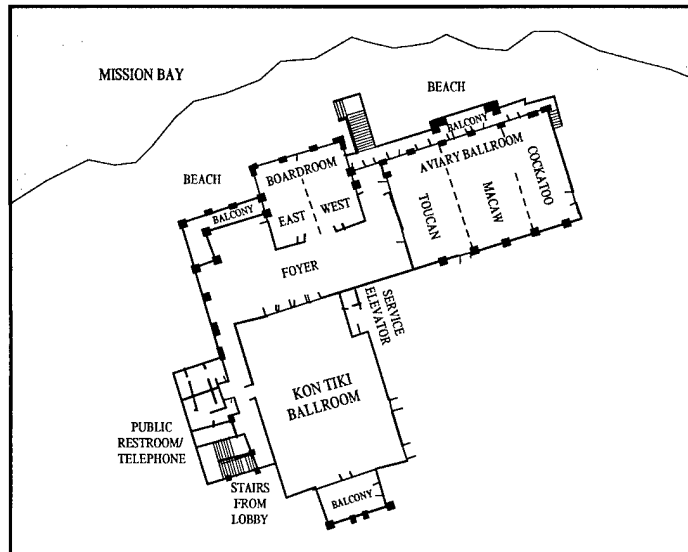 MISSION BAY
BEACH
BALCONY
AVIARY BALLROOM
COCKATOO
MACAW
TOUCAN
BEACH
BOARDROOM
EAST
WEST
BALCONY
FOYER
SERVICE
ELEVATOR
KON TIKI
BALLROOM
PUBLIC
RESTROOM/
TELEPHONE
STAIRS
FROM
LOBBY
BALCONY